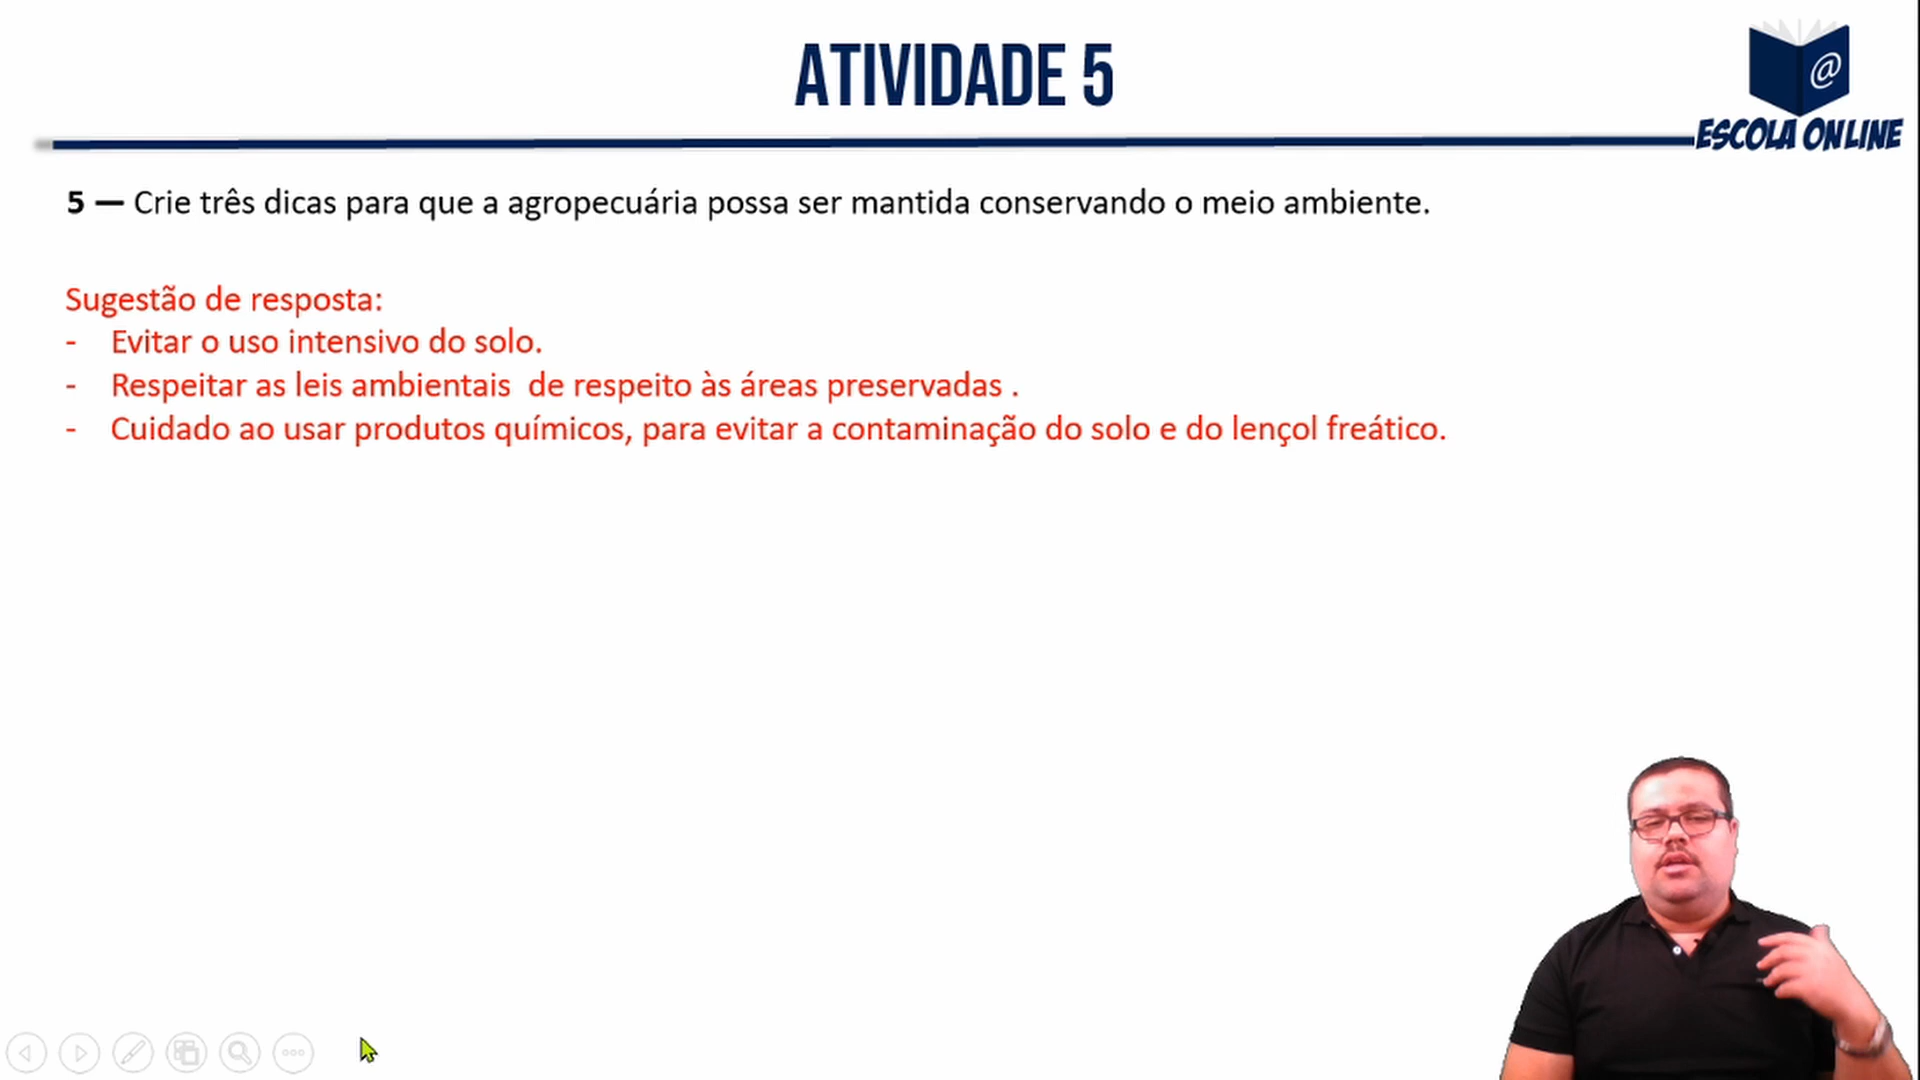 ATIVIDADE 5
@
ESCOLA ONLINE
5 — Crie três dicas para que a agropecuária possa ser mantida conservando o meio ambiente.
Sugestão de resposta:
- Evitar o uso intensivo do solo.
- Respeitar as leis ambientais  de respeito às áreas preservadas .
- Cuidado ao usar produtos químicos, para evitar a contaminação do solo e do lençol freático.